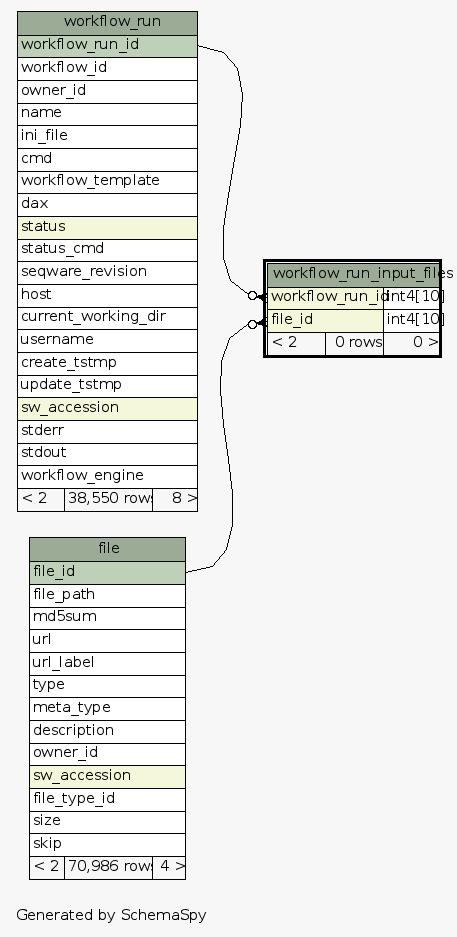 workflow_run
workflow_run_id
workflow_id
owner_id
name
ini_file
cmd
workflow_template
dax
status
status_cmd
seqware_revision
host
current_working_dir
username
create_tstmp
update_tstmp
sw_accession
stderr
stdout
workflow_engine
< 2 38,550 rows 8 >
workflow_run_input_files
workflow_run_id int4[10]
file_id int4[10]
< 2 0 rows 0 >
file
file_id
file_path
md5sum
url
url_label
type
meta_type
description
owner_id
sw_accession
file_type_id
size
skip
< 2 70,986 rows 4 >
Generated by SchemaSpy